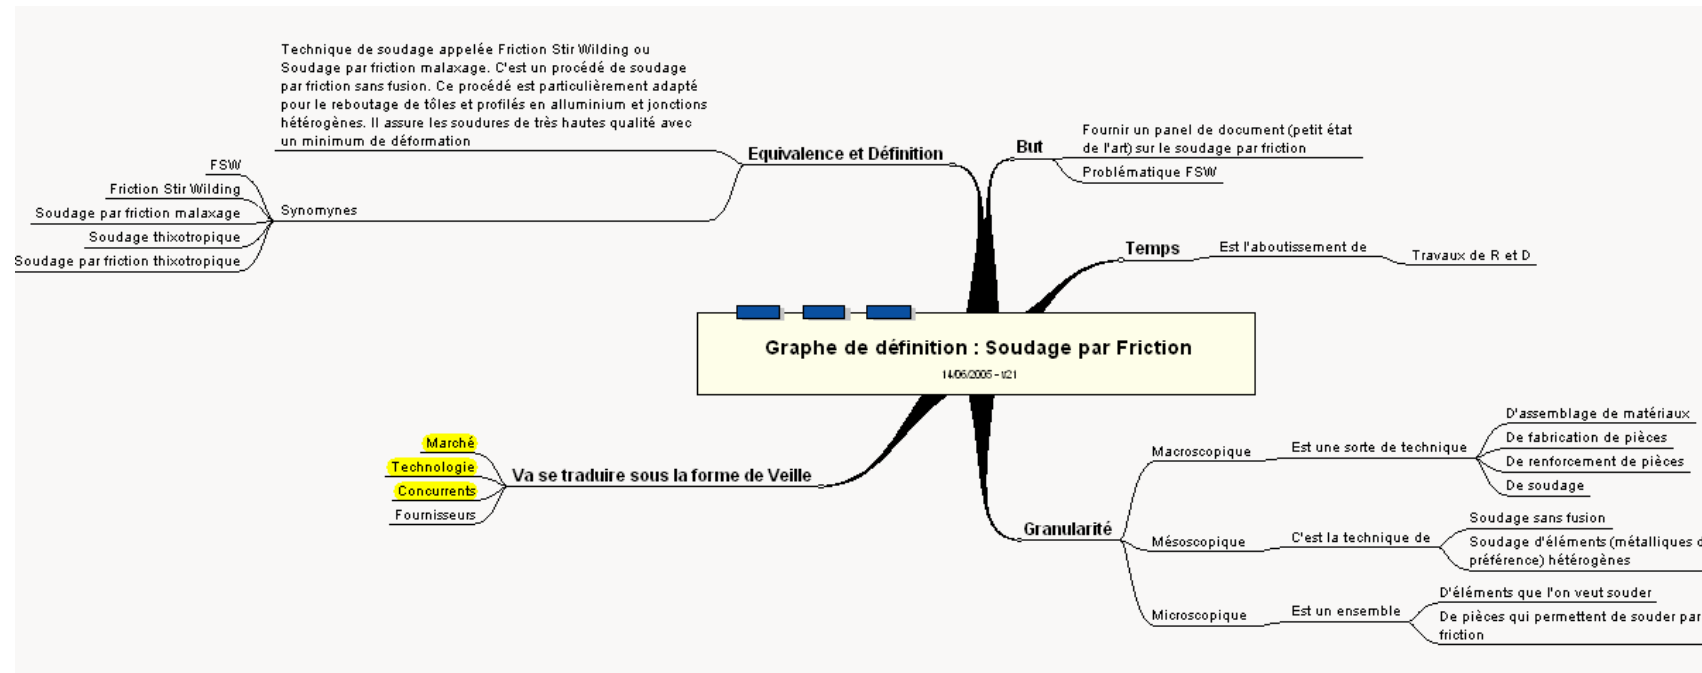 Technique de soudage appelée Friction Stir Wilding ou
Soudage par friction malaxage. C'est un procédé de soudage
par friction sans fusion. Ce procédé est particulièrement adapté
pour le reboutage de tôles et profilés en alluminium et jonctions
hétérogènes. Il assure les soudures de très hautes qualité avec
un minimum de déformation
Equivalence et Définition
FSW
Friction Stir Wilding
Soudage par friction malaxage
Soudage thixotropique
Soudage par friction thixotropique
Synomynes
But
Fournir un panel de document (petit état
de l'art) sur le soudage par friction
Problématique FSW
Temps
Est l'aboutissement de
Travaux de R et D
Graphe de définition : Soudage par Friction
14/06/2005 -
Marché
Technologie
Concurrents
Fournisseurs
Va se traduire sous la forme de Veille
Granularité
Macroscopique
Est une sorte de technique
D'assemblage de matériaux
De fabrication de pièces
De renforcement de pièces
De soudage
Mésoscopique
C'est la technique de
Soudage sans fusion
Soudage d'éléments (métalliques
préférence) hétérogènes
Microscopique
Est un ensemble
D'éléments que l'on veut souder
De pièces qui permettent de souder par
friction